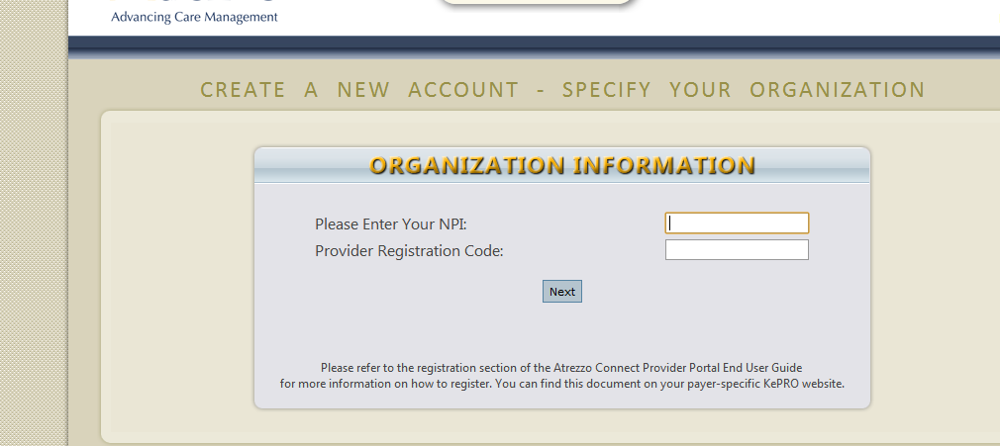 Advancing Care Management
CREATE A NEW ACCOUNT - SPECIFY YOUR ORGANIZATION
ORGANIZATION INFORMATION
Please Enter Your NPI:
Provider Registration Code:
Next
Please refer to the registration section of the Atrezzo Connect Provider Portal End User Guide
for more information on how to register. You can find this document on your payer-specific KePRO website.